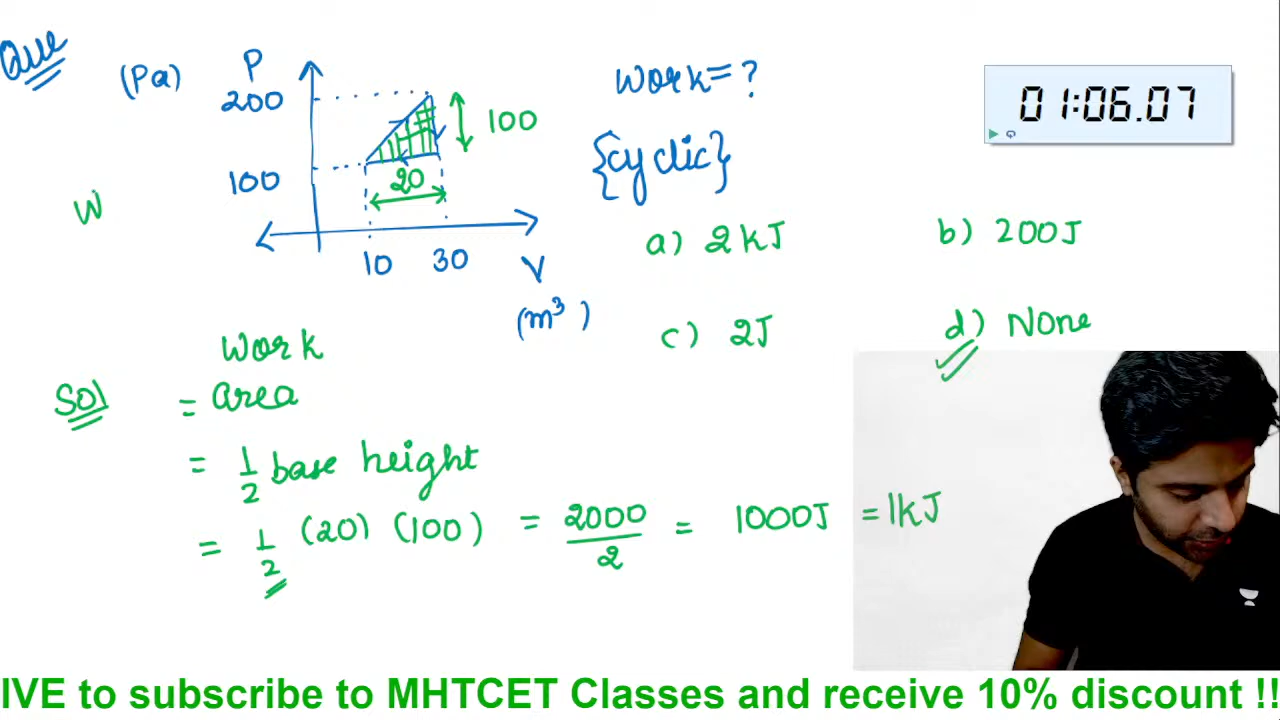 Que
(Pa) P
200
100
100
20
10 30 V
(m³)
W
Work = ?
{cyclic}
01:06.07
a) 2 kJ b) 200J
c) 2J d) None
Work
Sol = area
= 1/2 base height
= 1/2 (20) (100) = 2000/2 = 1000J = 1kJ
IVE to subscribe to MHTCET Classes and receive 10% discount !!